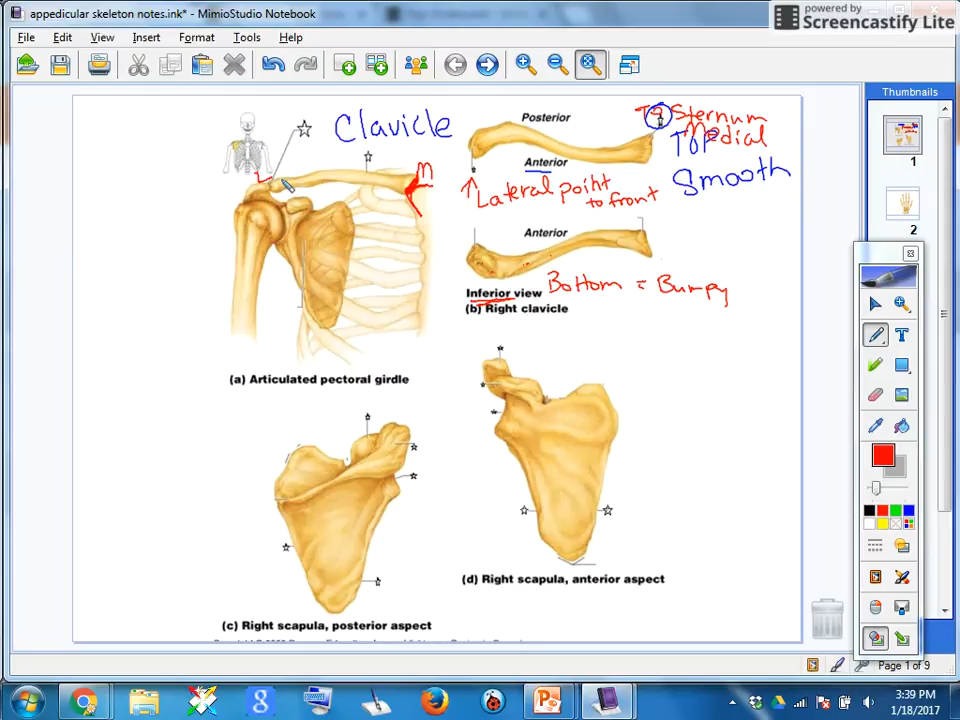 appedicular skeleton notes.ink* - MimioStudio Notebook
powered by
Screencastify Lite
File Edit View Insert Format Tools Help
Thumbnails
Clavicle
Posterior
To Sternum
Medial
TOP
Anterior
Smooth
M
L
Lateral point
to front
Anterior
Inferior view
Bottom = Bumpy
(b) Right clavicle
(a) Articulated pectoral girdle
(d) Right scapula, anterior aspect
(c) Right scapula, posterior aspect
1
2
T
Page 1 of 9
3:39 PM
1/18/2017